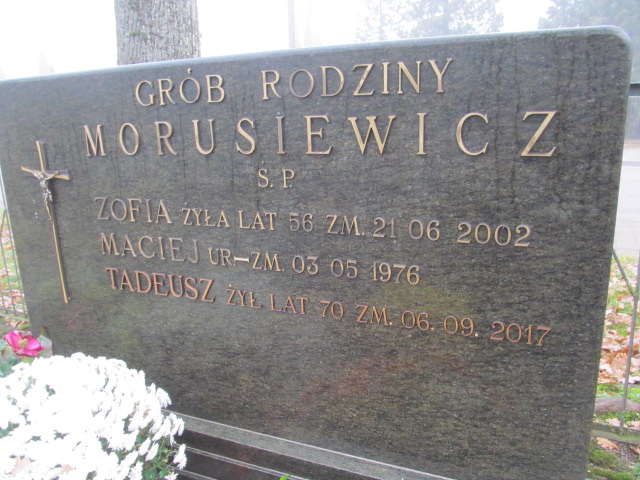 GRÓB RODZINY
MORUSIEWICZ
Ś.P.
ZOFIA ŻYŁA LAT 56 ZM. 21 06 2002
MACIEJ UR–ZM. 03 05 1976
TADEUSZ ŻYŁ LAT 70 ZM. 06. 09. 2017